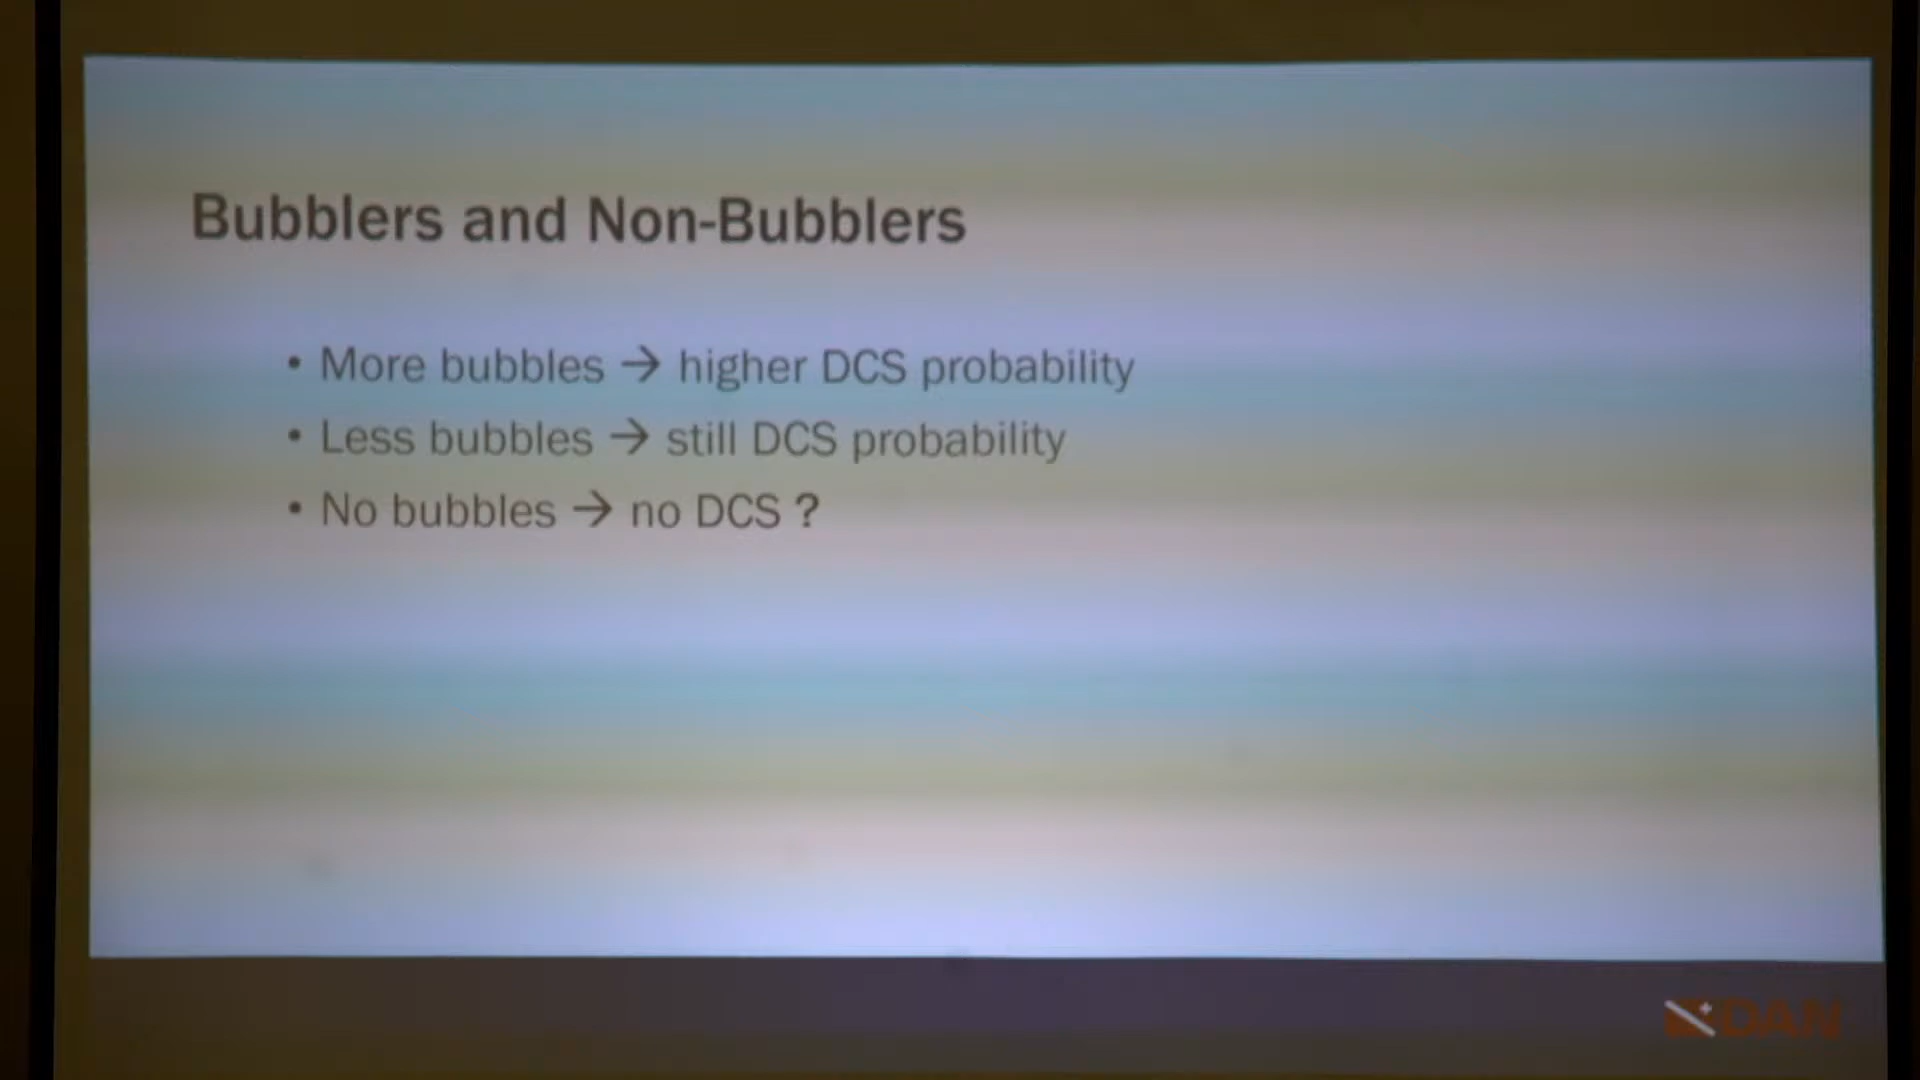 Bubblers and Non-Bubblers
• More bubbles → higher DCS probability
• Less bubbles → still DCS probability
• No bubbles → no DCS ?
DAN